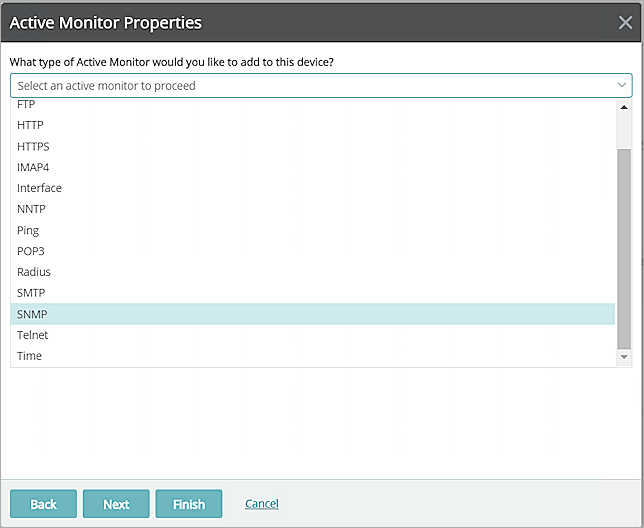 Active Monitor Properties
What type of Active Monitor would you like to add to this device?
Select an active monitor to proceed
FTP
HTTP
HTTPS
IMAP4
Interface
NNTP
Ping
POP3
Radius
SMTP
SNMP
Telnet
Time
Back Next Finish Cancel